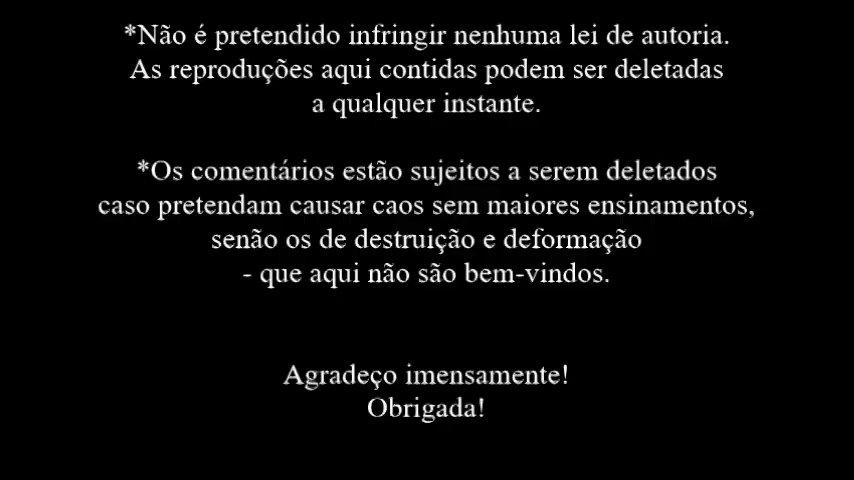 *Não é pretendido infringir nenhuma lei de autoria.
As reproduções aqui contidas podem ser deletadas
a qualquer instante.
*Os comentários estão sujeitos a serem deletados
caso pretendam causar caos sem maiores ensinamentos,
senão os de destruição e deformação
- que aqui não são bem-vindos.
Agradeço imensamente!
Obrigada!